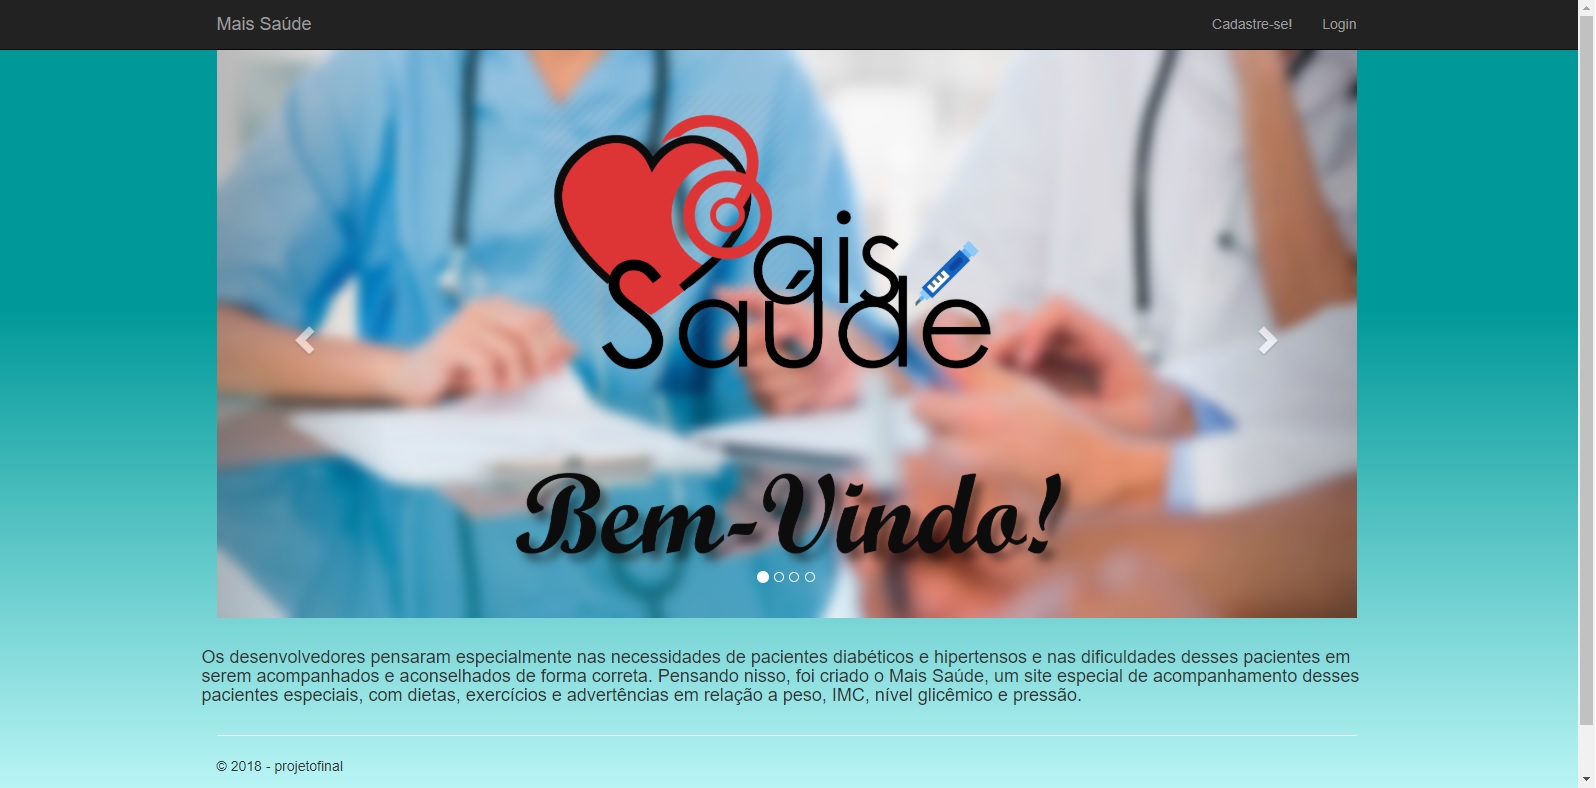 Mais Saúde
Cadastre-se!
Login
Mais
Saúde
Bem-Vindo!
Os desenvolvedores pensaram especialmente nas necessidades de pacientes diabéticos e hipertensos e nas dificuldades desses pacientes em
serem acompanhados e aconselhados de forma correta. Pensando nisso, foi criado o Mais Saúde, um site especial de acompanhamento desses
pacientes especiais, com dietas, exercícios e advertências em relação a peso, IMC, nível glicêmico e pressão.
© 2018 - projetofinal